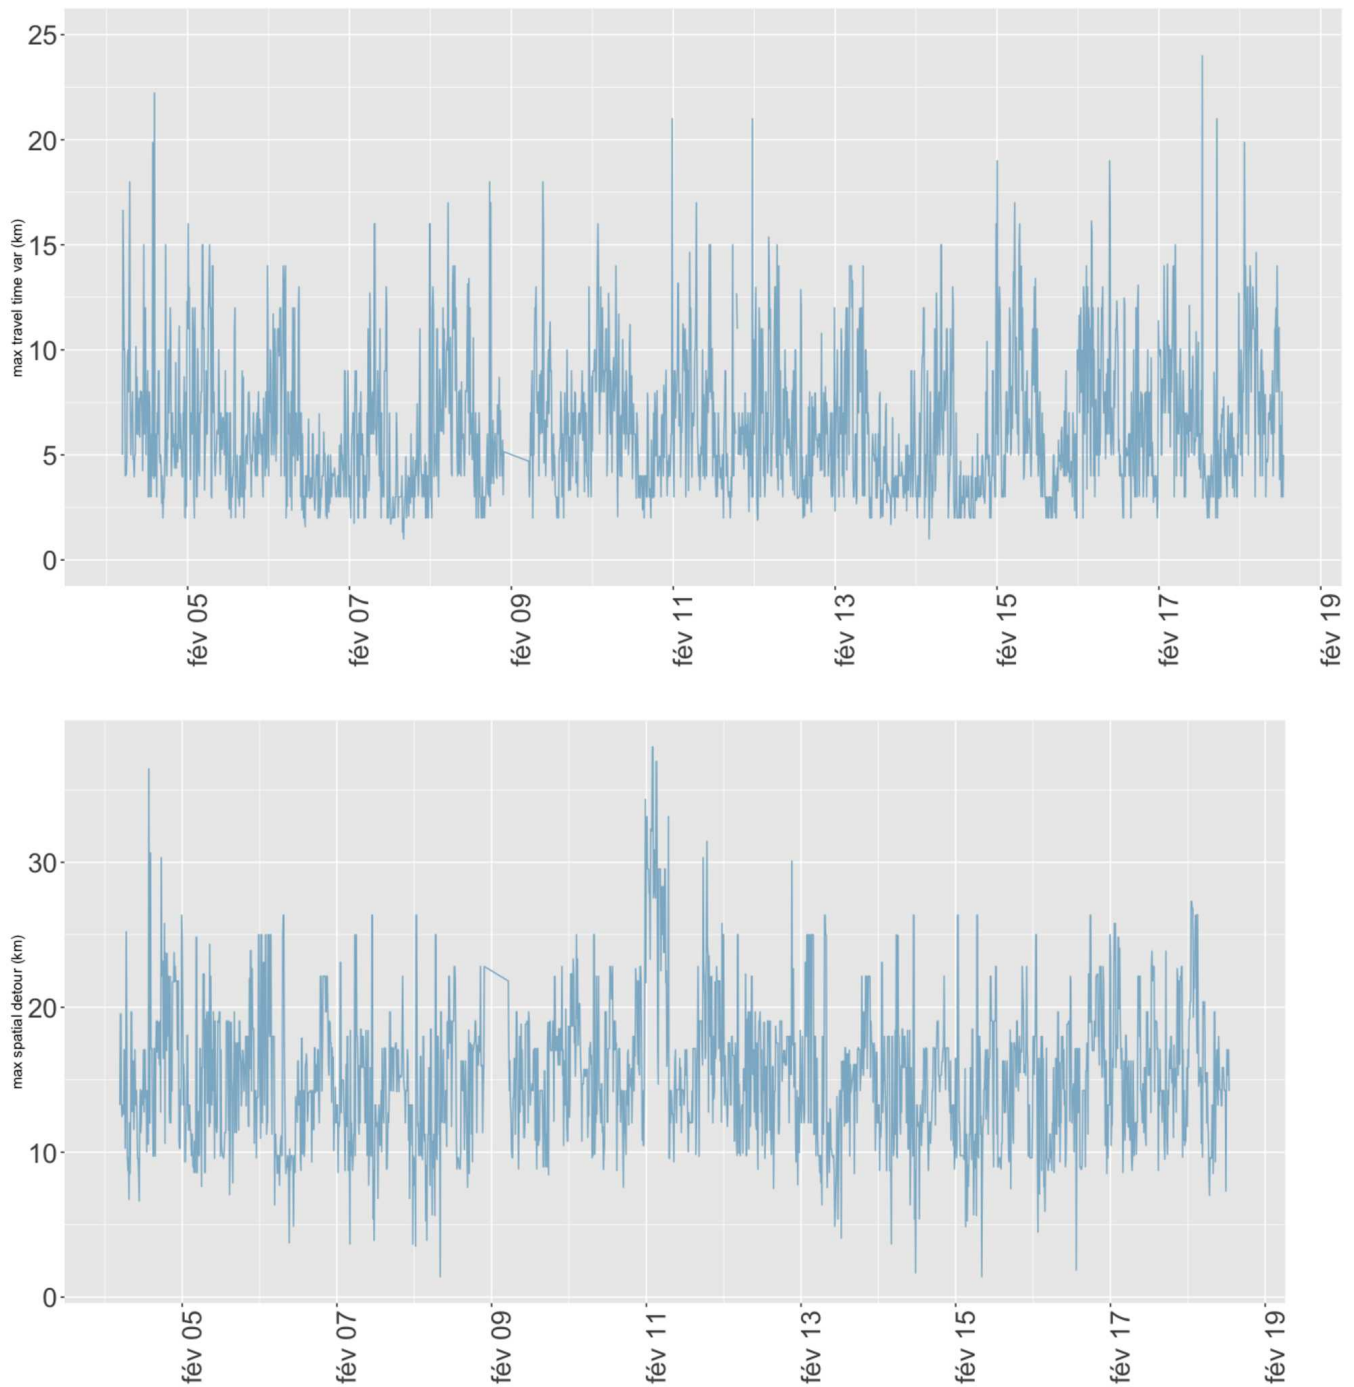 max travel time var (km)
25
20
15
10
5
0
fév 05
fév 07
fév 09
fév 11
fév 13
fév 15
fév 17
fév 19
max spatial detour (km)
30
20
10
0
fév 05
fév 07
fév 09
fév 11
fév 13
fév 15
fév 17
fév 19